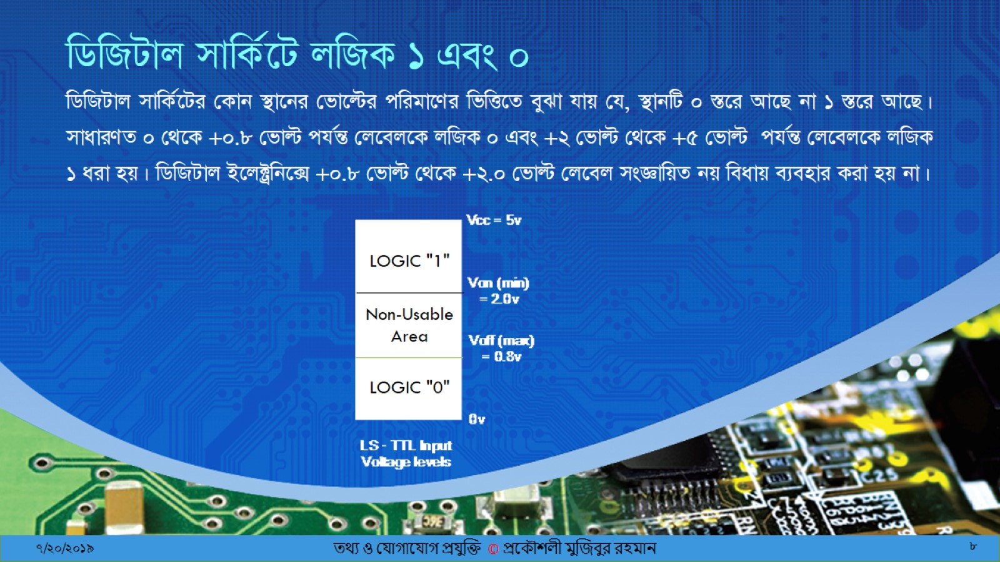 ডিজিটাল সার্কিটে লজিক ১ এবং ০
ডিজিটাল সার্কিটের কোন স্থানের ভোল্টের পরিমাণের ভিত্তিতে বুঝা যায় যে, স্থানটি ০ স্তরে আছে না ১ স্তরে আছে।
সাধারণত ০ থেকে +০.৮ ভোল্ট পর্যন্ত লেবেলকে লজিক ০ এবং +২ ভোল্ট থেকে +৫ ভোল্ট পর্যন্ত লেবেলকে লজিক
১ ধরা হয়। ডিজিটাল ইলেক্ট্রনিক্সে +০.৮ ভোল্ট থেকে +২.০ ভোল্ট লেবেল সংজ্ঞায়িত নয় বিধায় ব্যবহার করা হয় না।
Vcc = 5v
LOGIC "1"
Von (min)
= 2.0v
Non-Usable
Area
Voff (max)
= 0.8v
LOGIC "0"
0v
LS - TTL Input
Voltage levels
C25
৭/২০/২০১৯
তথ্য ও যোগাযোগ প্রযুক্তি © প্রকৌশলী মুজিবুর রহমান
৮